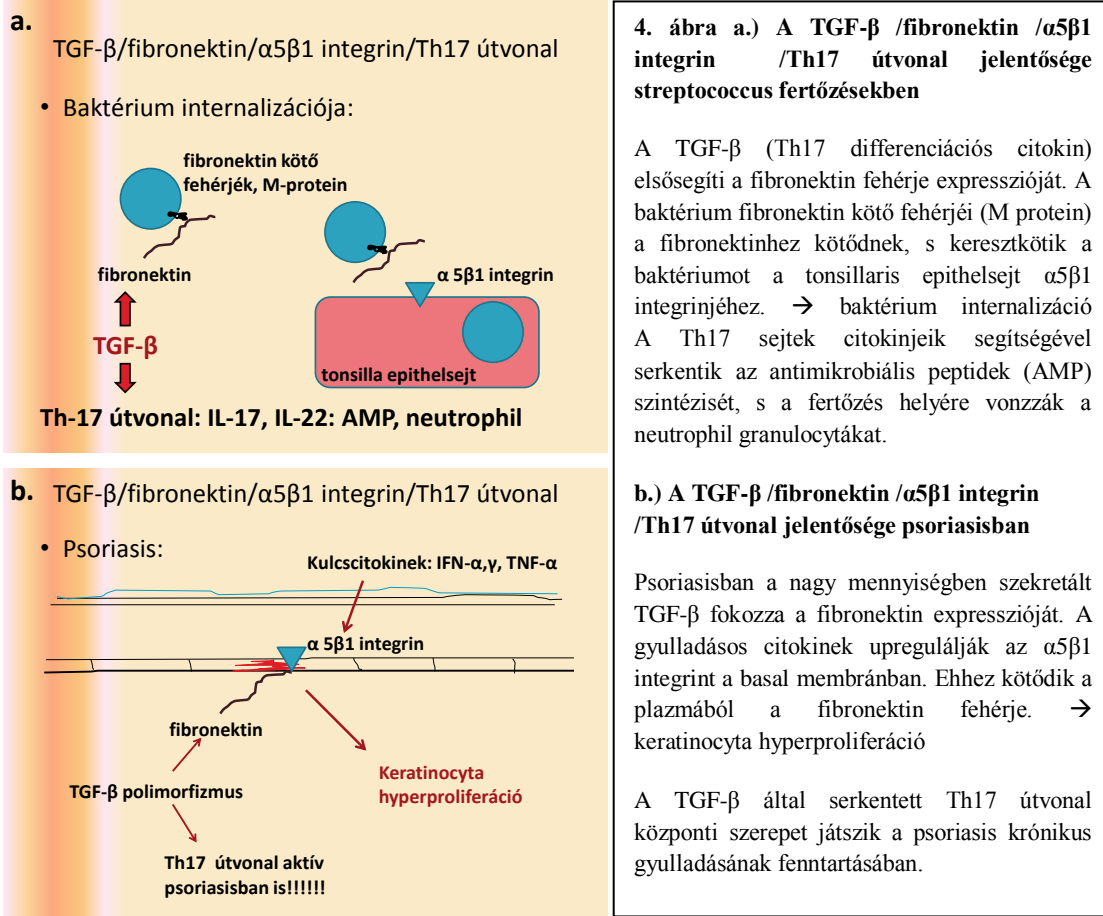 a.
TGF-β/fibronektin/α5β1 integrin/Th17 útvonal
• Baktérium internalizációja:
fibronektin kötő
fehérjék, M-protein
fibronektin
α 5β1 integrin
TGF-β
tonsilla epithelsejt
Th-17 útvonal: IL-17, IL-22: AMP, neutrophil
b. TGF-β/fibronektin/α5β1 integrin/Th17 útvonal
• Psoriasis:
Kulcscitokinek: IFN-α,γ, TNF-α
α 5β1 integrin
fibronektin
TGF-β polimorfizmus
Keratinocyta
hyperproliferáció
Th17 útvonal aktív
psoriasisban is!!!!!!
4. ábra a.) A TGF-β /fibronektin /α5β1
integrin /Th17 útvonal jelentősége
streptococcus fertőzésekben
A TGF-β (Th17 differenciációs citokin)
elsősegíti a fibronektin fehérje expresszióját. A
baktérium fibronektin kötő fehérjéi (M protein)
a fibronektinhez kötődnek, s keresztkötik a
baktériumot a tonsillaris epithelsejt α5β1
integrinjéhez. → baktérium internalizáció
A Th17 sejtek citokinjeik segítségével
serkentik az antimikrobiális peptidek (AMP)
szintézisét, s a fertőzés helyére vonzzák a
neutrophil granulocytákat.
b.) A TGF-β /fibronektin /α5β1 integrin
/Th17 útvonal jelentősége psoriasisban
Psoriasisban a nagy mennyiségben szekretált
TGF-β fokozza a fibronektin expresszióját. A
gyulladásos citokinek upregulálják az α5β1
integrint a basal membránban. Ehhez kötődik a
plazmából a fibronektin fehérje. →
keratinocyta hyperproliferáció
A TGF-β által serkentett Th17 útvonal
központi szerepet játszik a psoriasis krónikus
gyulladásának fenntartásában.